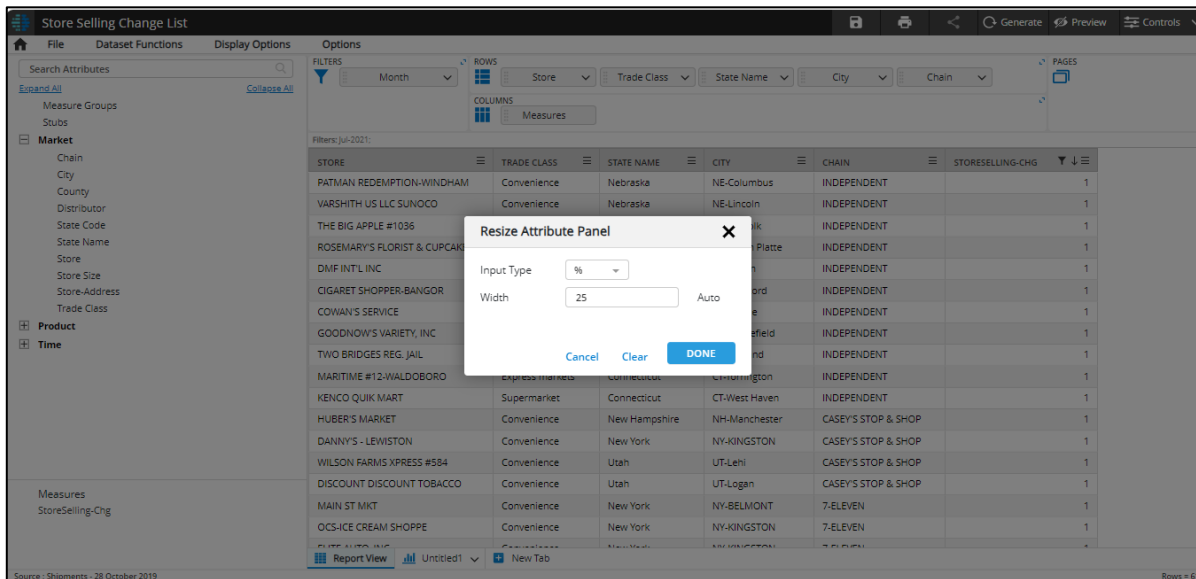 Store Selling Change List
Generate Preview Controls
File Dataset Functions Display Options Options
Search Attributes
Expand All Collapse All
Measure Groups
Stubs
Market
Chain
City
County
Distributor
State Code
State Name
Store
Store Size
Store-Address
Trade Class
Product
Time
Measures
StoreSelling-Chg
FILTERS
Month
ROWS
Store Trade Class State Name City Chain
PAGES
COLUMNS
Measures
Filters: Jul-2021:
STORE TRADE CLASS STATE NAME CITY CHAIN STORESELLING-CHG
PATMAN REDEMPTION-WINDHAM Convenience Nebraska NE-Columbus INDEPENDENT 1
VARSHITH US LLC SUNOCO Convenience Nebraska NE-Lincoln INDEPENDENT 1
THE BIG APPLE #1036 INDEPENDENT 1
ROSEMARY'S FLORIST & CUPCAK Platte INDEPENDENT 1
DMF INT'L INC INDEPENDENT 1
CIGARET SHOPPER-BANGOR INDEPENDENT 1
COWAN'S SERVICE INDEPENDENT 1
GOODNOW'S VARIETY, INC INDEPENDENT 1
TWO BRIDGES REG. JAIL INDEPENDENT 1
MARITIME #12-WALDOBORO Express markets Connecticut CT-Torrington INDEPENDENT 1
KENCO QUIK MART Supermarket Connecticut CT-West Haven INDEPENDENT 1
HUBER'S MARKET Convenience New Hampshire NH-Manchester CASEY'S STOP & SHOP 1
DANNY'S - LEWISTON Convenience New York NY-KINGSTON CASEY'S STOP & SHOP 1
WILSON FARMS XPRESS #584 Convenience Utah UT-Lehi CASEY'S STOP & SHOP 1
DISCOUNT DISCOUNT TOBACCO Convenience Utah UT-Logan CASEY'S STOP & SHOP 1
MAIN ST MKT Convenience New York NY-BELMONT 7-ELEVEN 1
OCS-ICE CREAM SHOPPE Convenience New York NY-KINGSTON 7-ELEVEN 1
Resize Attribute Panel
Input Type %
Width 25 Auto
Cancel Clear DONE
Report View Untitled1 New Tab
Source : Shipments - 28 October 2019